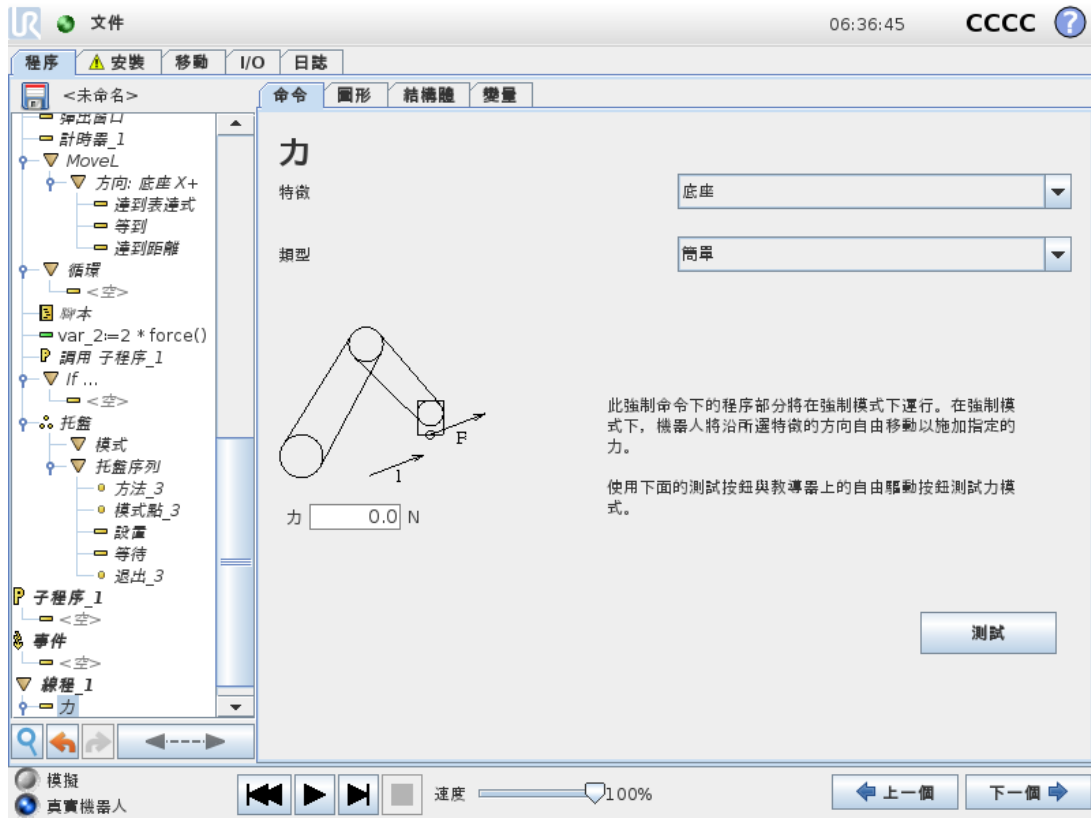 UR 文件 06:36:45 CCCC ?
程序 安裝 移動 I/O 日誌
<未命名> 命令 圖形 結構體 變量
彈出窗口
計時器_1
MoveL
方向: 底座 X+
達到表達式
等到
達到距離
循環
<空>
腳本
var_2:=2 * force()
調用 子程序_1
If ...
<空>
托盤
模式
托盤序列
方法_3
模式點_3
設置
等待
退出_3
子程序_1
<空>
事件
<空>
線程_1
力
力
特徵 底座
類型 簡單
F
1
力 0.0 N
此強制命令下的程序部分將在強制模式下運行。在強制模
式下，機器人將沿所選特徵的方向自由移動以施加指定的
力。
使用下面的測試按鈕與教導器上的自由驅動按鈕測試力模
式。
測試
模擬
真實機器人
速度 100%
上一個 下一個